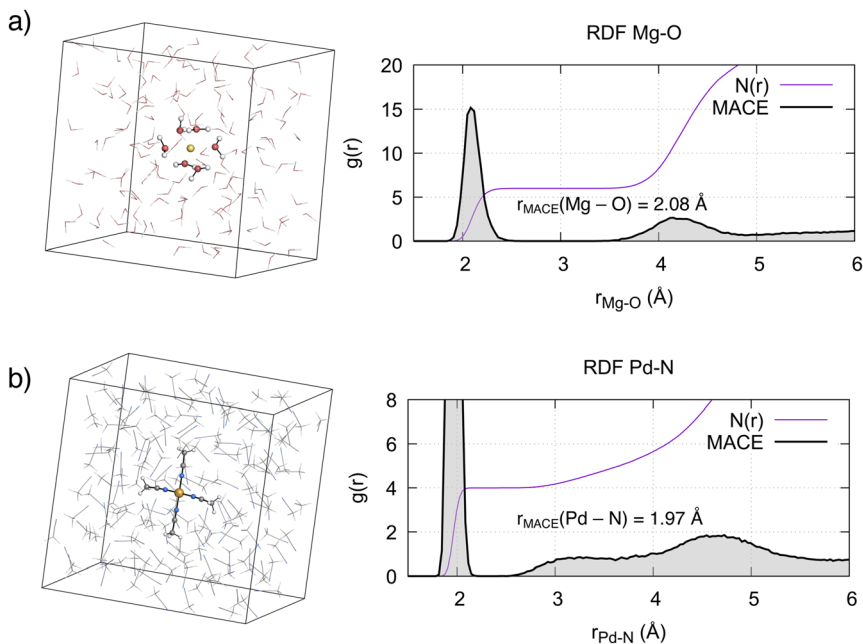 a)
RDF Mg-O
20
15
10
5
0
g(r)
N(r)
MACE
rMACE(Mg – O) = 2.08 Å
2 3 4 5 6
rMg-O (Å)
b)
RDF Pd-N
8
6
4
2
0
g(r)
N(r)
MACE
rMACE(Pd – N) = 1.97 Å
2 3 4 5 6
rPd-N (Å)